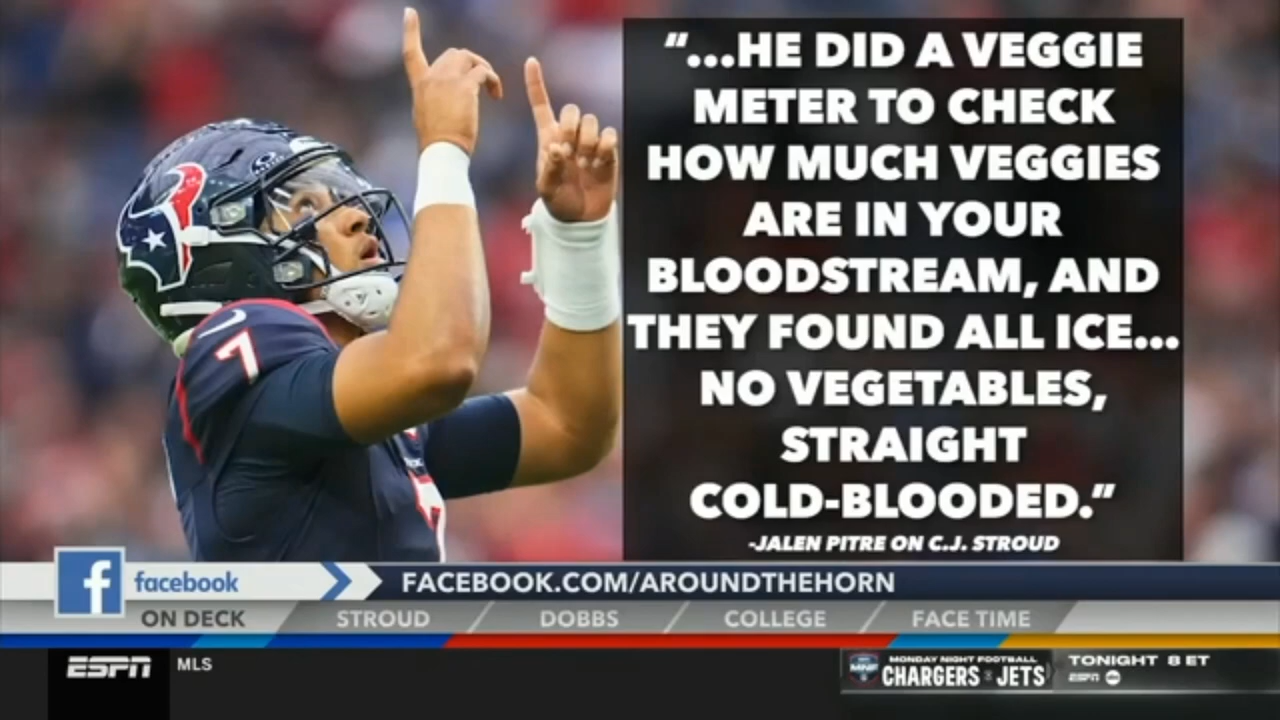 “...HE DID A VEGGIE
METER TO CHECK
HOW MUCH VEGGIES
ARE IN YOUR
BLOODSTREAM, AND
THEY FOUND ALL ICE...
NO VEGETABLES,
STRAIGHT
COLD-BLOODED.”
-JALEN PITRE ON C.J. STROUD
7
f facebook FACEBOOK.COM/AROUNDTHEHORN
ON DECK STROUD DOBBS COLLEGE FACE TIME
ESPN MLS
MONDAY NIGHT FOOTBALL
CHARGERS JETS
TONIGHT 8 ET
ESPN abc